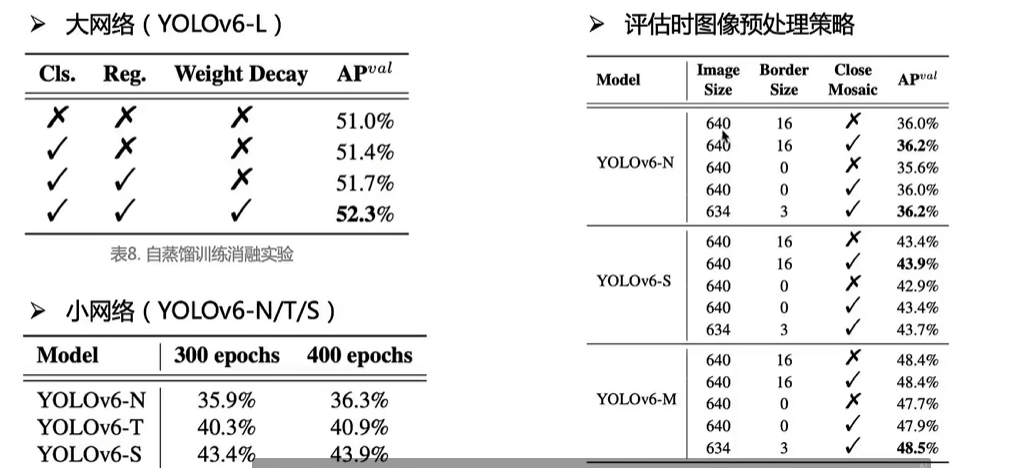 ➢ 大网络（YOLOv6-L）
Cls. Reg. Weight Decay AP^val
✗ ✗ ✗ 51.0%
✓ ✗ ✗ 51.4%
✓ ✓ ✗ 51.7%
✓ ✓ ✓ 52.3%
表8. 自蒸馏训练消融实验
➢ 小网络（YOLOv6-N/T/S）
Model 300 epochs 400 epochs
YOLOv6-N 35.9% 36.3%
YOLOv6-T 40.3% 40.9%
YOLOv6-S 43.4% 43.9%
➢ 评估时图像预处理策略
Model Image Size Border Size Close Mosaic AP^val
YOLOv6-N
640 16 ✗ 36.0%
640 16 ✓ 36.2%
640 0 ✗ 35.6%
640 0 ✓ 36.0%
634 3 ✓ 36.2%
YOLOv6-S
640 16 ✗ 43.4%
640 16 ✓ 43.9%
640 0 ✗ 42.9%
640 0 ✓ 43.4%
634 3 ✓ 43.7%
YOLOv6-M
640 16 ✗ 48.4%
640 16 ✓ 48.4%
640 0 ✗ 47.7%
640 0 ✓ 47.9%
634 3 ✓ 48.5%